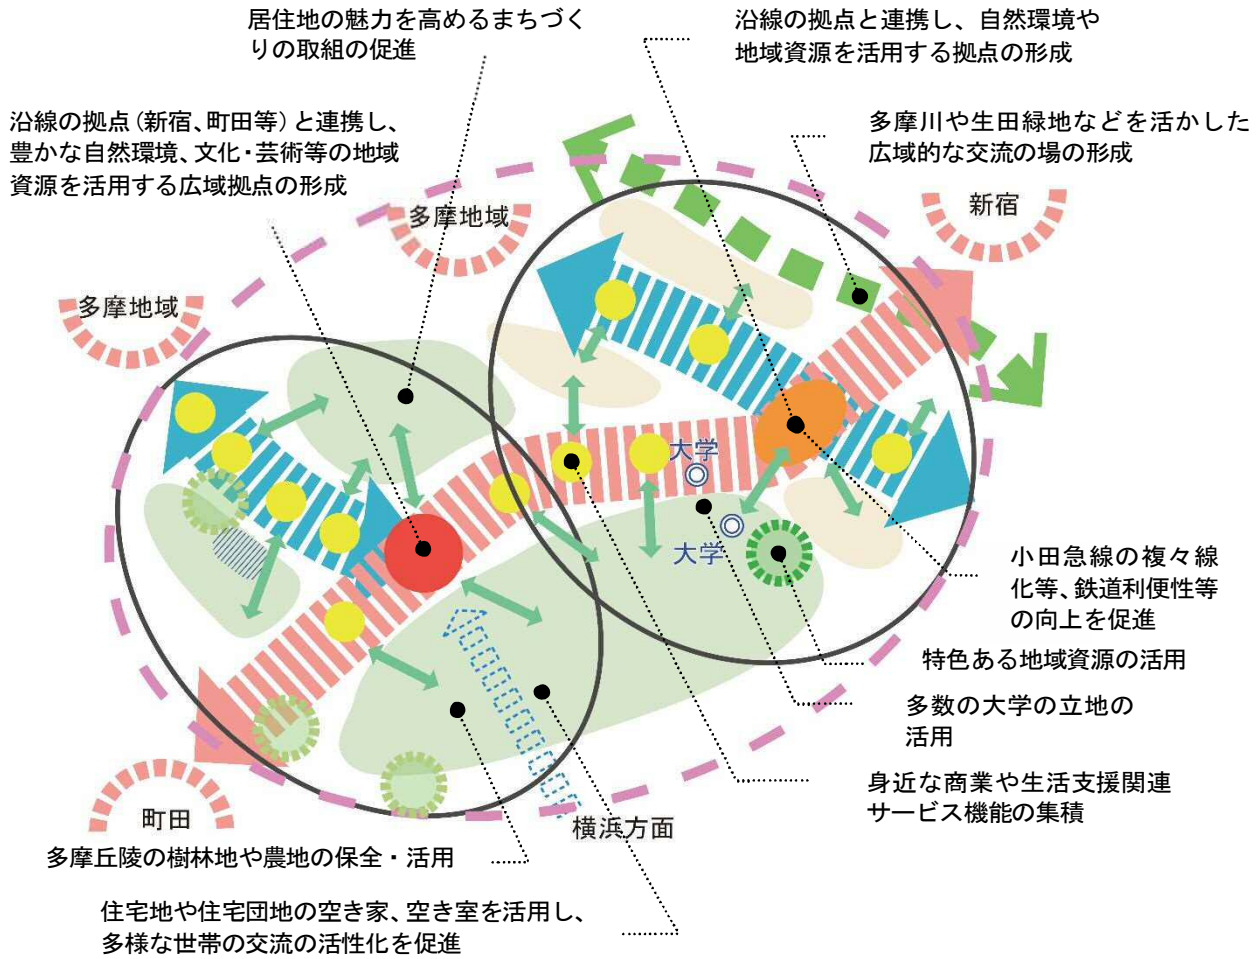 居住地の魅力を高めるまちづく
りの取組の促進
沿線の拠点と連携し、自然環境や
地域資源を活用する拠点の形成
沿線の拠点（新宿、町田等）と連携し、
豊かな自然環境、文化・芸術等の地域
資源を活用する広域拠点の形成
多摩川や生田緑地などを活かした
広域的な交流の場の形成
多摩地域
新宿
多摩地域
大学
大学
小田急線の複々線
化等、鉄道利便性等
の向上を促進
特色ある地域資源の活用
多数の大学の立地の
活用
身近な商業や生活支援関連
サービス機能の集積
町田
横浜方面
多摩丘陵の樹林地や農地の保全・活用
住宅地や住宅団地の空き家、空き室を活用し、
多様な世帯の交流の活性化を促進